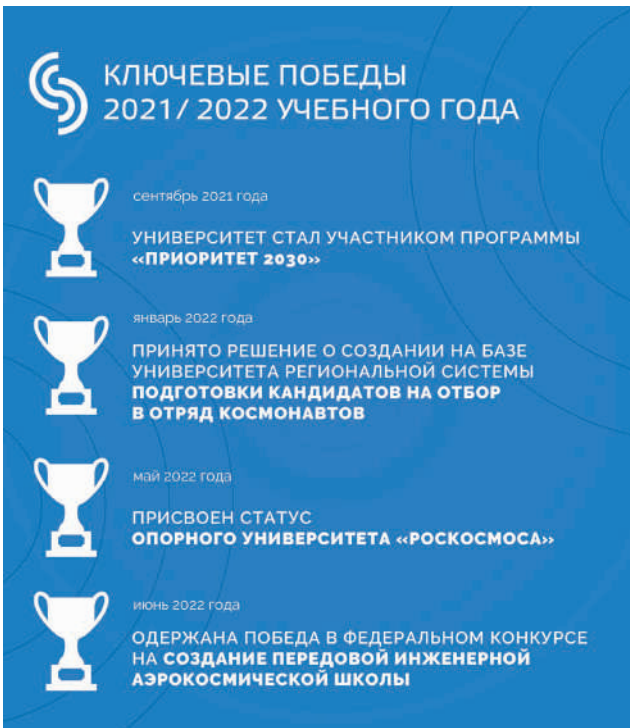 КЛЮЧЕВЫЕ ПОБЕДЫ
2021/ 2022 УЧЕБНОГО ГОДА
сентябрь 2021 года
УНИВЕРСИТЕТ СТАЛ УЧАСТНИКОМ ПРОГРАММЫ
«ПРИОРИТЕТ 2030»
январь 2022 года
ПРИНЯТО РЕШЕНИЕ О СОЗДАНИИ НА БАЗЕ
УНИВЕРСИТЕТА РЕГИОНАЛЬНОЙ СИСТЕМЫ
ПОДГОТОВКИ КАНДИДАТОВ НА ОТБОР
В ОТРЯД КОСМОНАВТОВ
май 2022 года
ПРИСВОЕН СТАТУС
ОПОРНОГО УНИВЕРСИТЕТА «РОСКОСМОСА»
июнь 2022 года
ОДЕРЖАНА ПОБЕДА В ФЕДЕРАЛЬНОМ КОНКУРСЕ
НА СОЗДАНИЕ ПЕРЕДОВОЙ ИНЖЕНЕРНОЙ
АЭРОКОСМИЧЕСКОЙ ШКОЛЫ